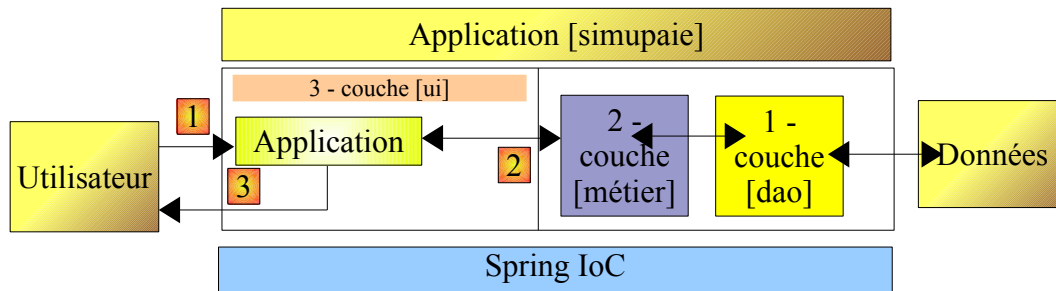 Application [simupaie]
3 - couche [ui]
1
Application
2 -
couche
[métier]
1 -
couche
[dao]
Utilisateur
3
2
Données
Spring IoC